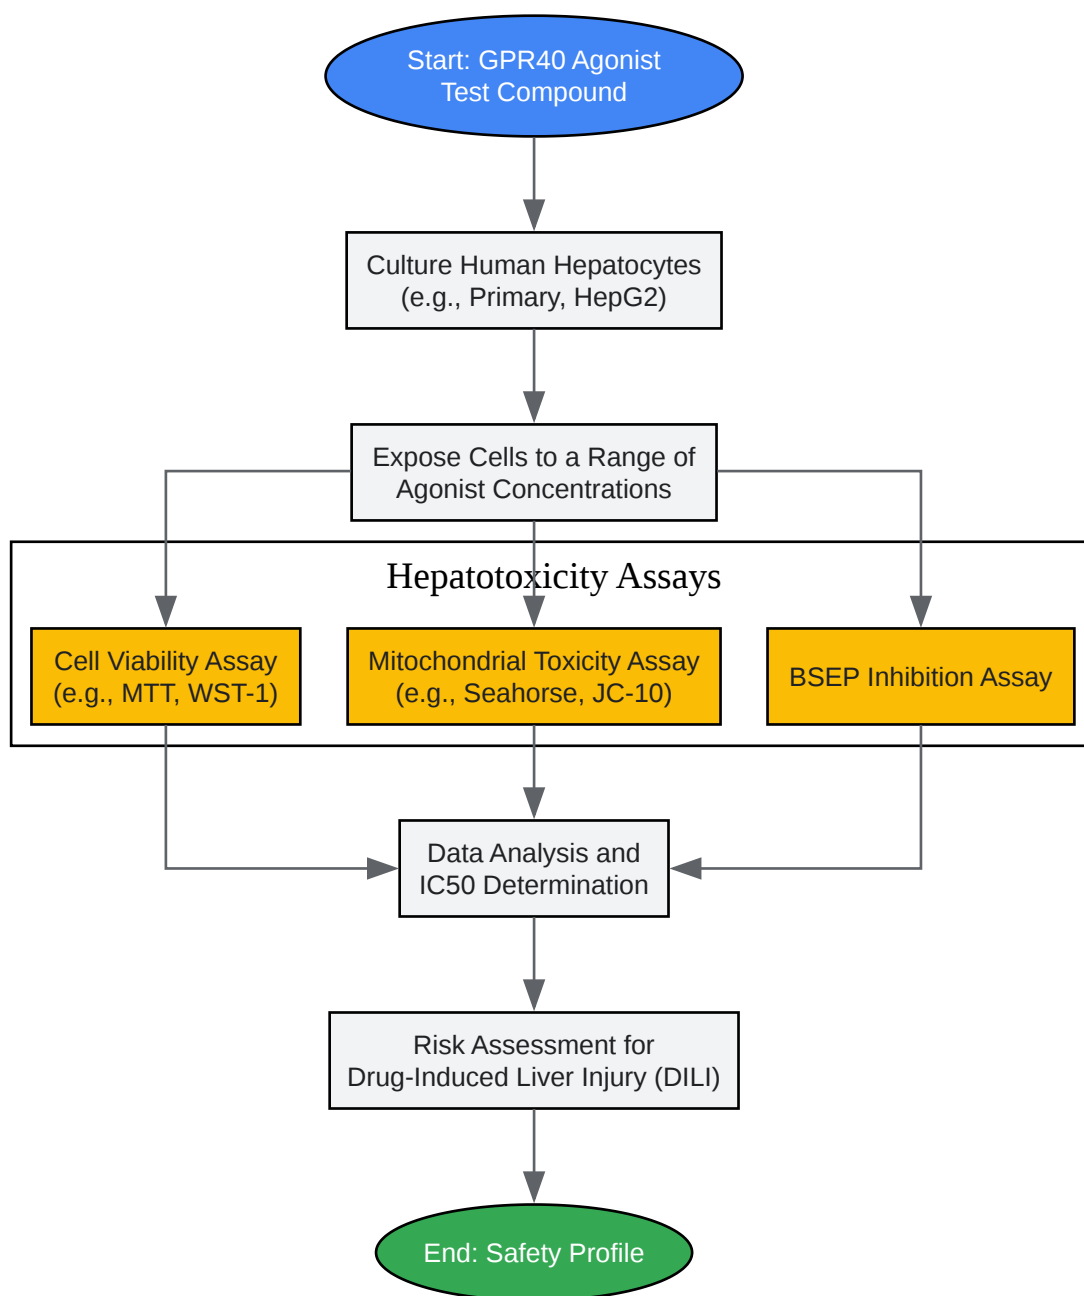 Start: GPR40 Agonist
Test Compound
Culture Human Hepatocytes
(e.g., Primary, HepG2)
Expose Cells to a Range of
Agonist Concentrations
Hepatotoxicity Assays
Cell Viability Assay
(e.g., MTT, WST-1)
Mitochondrial Toxicity Assay
(e.g., Seahorse, JC-10)
BSEP Inhibition Assay
Data Analysis and
IC50 Determination
Risk Assessment for
Drug-Induced Liver Injury (DILI)
End: Safety Profile